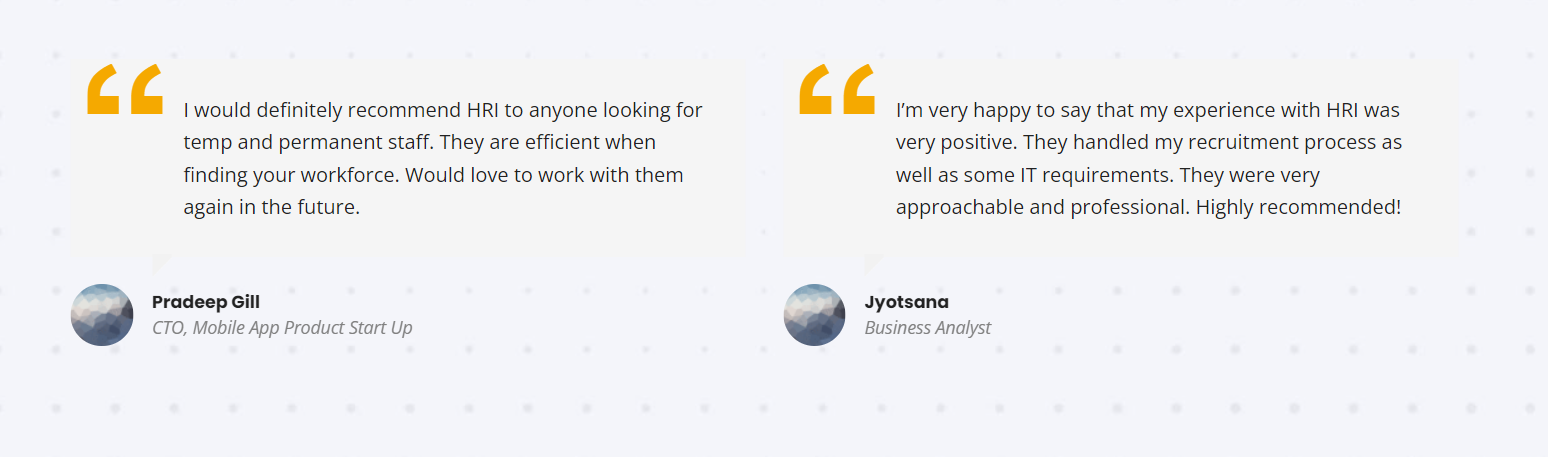 I would definitely recommend HRI to anyone looking for
temp and permanent staff. They are efficient when
finding your workforce. Would love to work with them
again in the future.
Pradeep Gill
CTO, Mobile App Product Start Up
I’m very happy to say that my experience with HRI was
very positive. They handled my recruitment process as
well as some IT requirements. They were very
approachable and professional. Highly recommended!
Jyotsana
Business Analyst